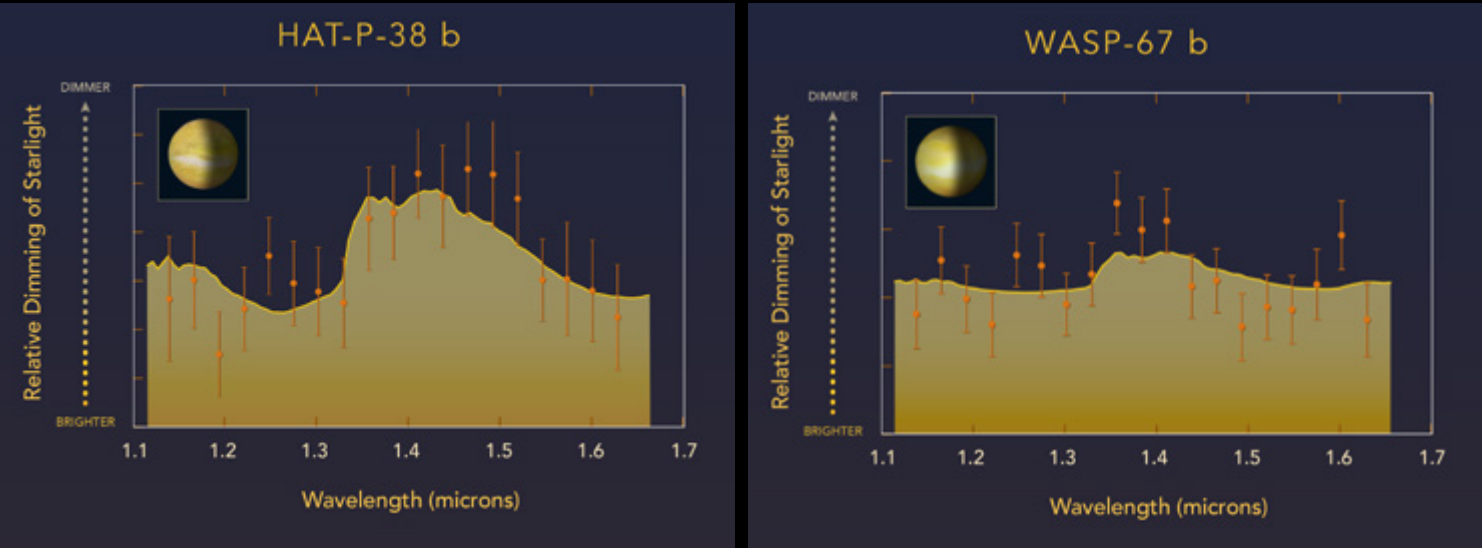 HAT-P-38 b
DIMMER
Relative Dimming of Starlight
BRIGHTER
1.1 1.2 1.3 1.4 1.5 1.6 1.7
Wavelength (microns)
WASP-67 b
DIMMER
Relative Dimming of Starlight
BRIGHTER
1.1 1.2 1.3 1.4 1.5 1.6 1.7
Wavelength (microns)